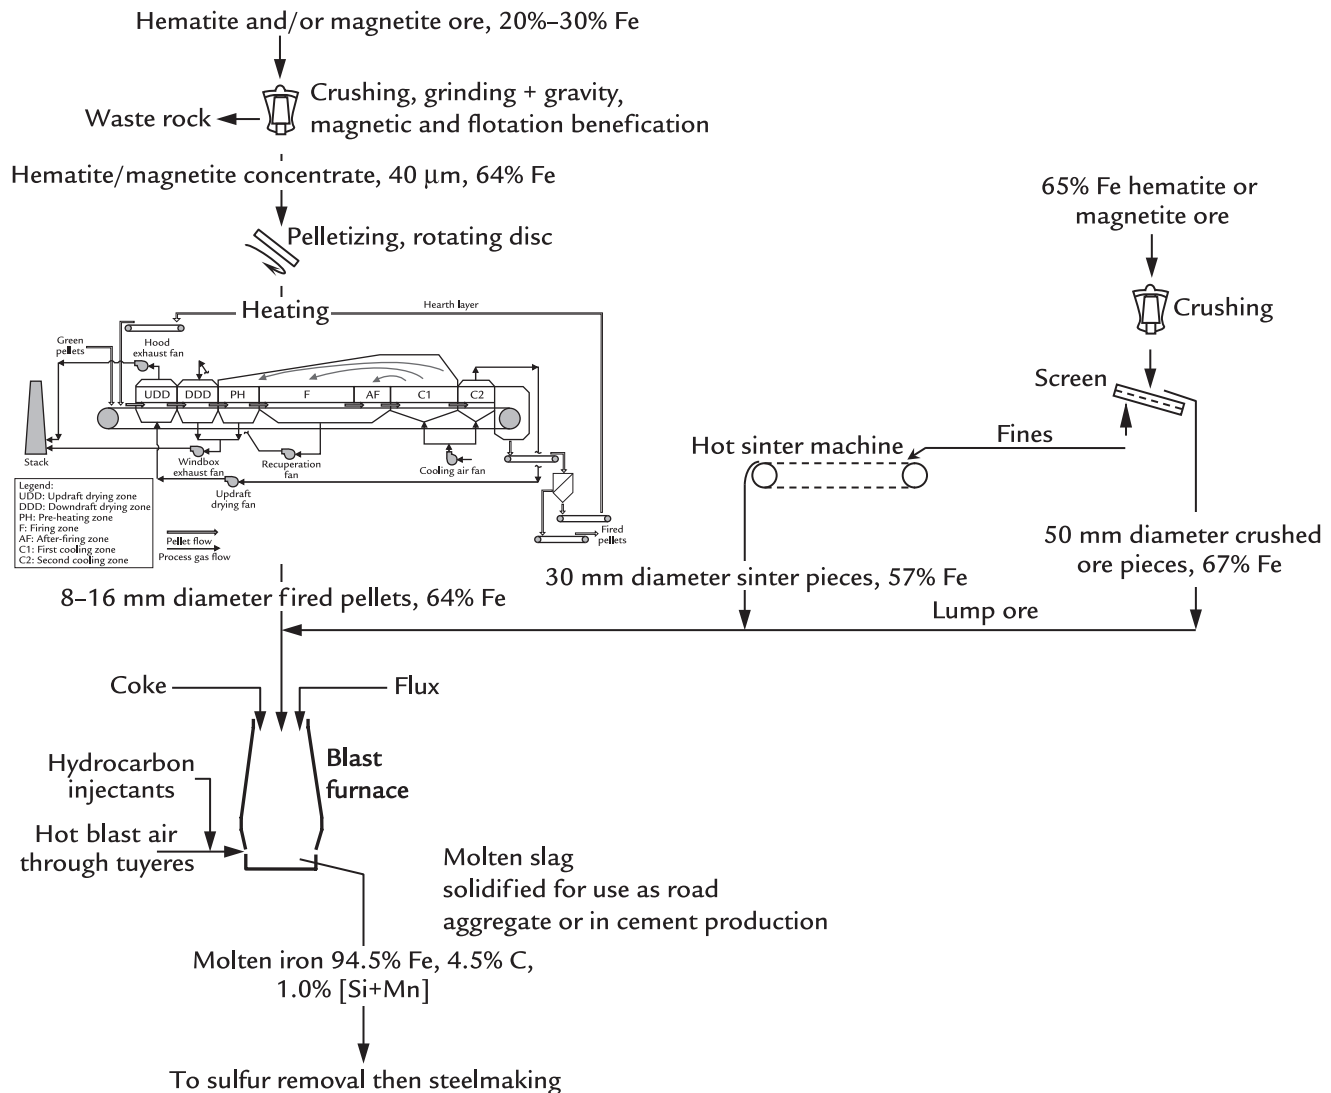 Hematite and/or magnetite ore, 20%–30% Fe
Crushing, grinding + gravity,
magnetic and flotation benefication
Waste rock
Hematite/magnetite concentrate, 40 μm, 64% Fe
Pelletizing, rotating disc
Heating
Hearth layer
Green
pellets
Hood
exhaust fan
UDD
DDD
PH
F
AF
C1
C2
Stack
Windbox
exhaust fan
Recuperation
fan
Cooling air fan
Updraft
drying fan
Legend:
UDD: Updraft drying zone
DDD: Downdraft drying zone
PH: Pre-heating zone
F: Firing zone
AF: After-firing zone
C1: First cooling zone
C2: Second cooling zone
Pellet flow
Process gas flow
Fired
pellets
65% Fe hematite or
magnetite ore
Crushing
Screen
Fines
Hot sinter machine
50 mm diameter crushed
ore pieces, 67% Fe
30 mm diameter sinter pieces, 57% Fe
8–16 mm diameter fired pellets, 64% Fe
Lump ore
Coke
Flux
Blast
furnace
Hydrocarbon
injectants
Hot blast air
through tuyeres
Molten slag
solidified for use as road
aggregate or in cement production
Molten iron 94.5% Fe, 4.5% C,
1.0% [Si+Mn]
To sulfur removal then steelmaking